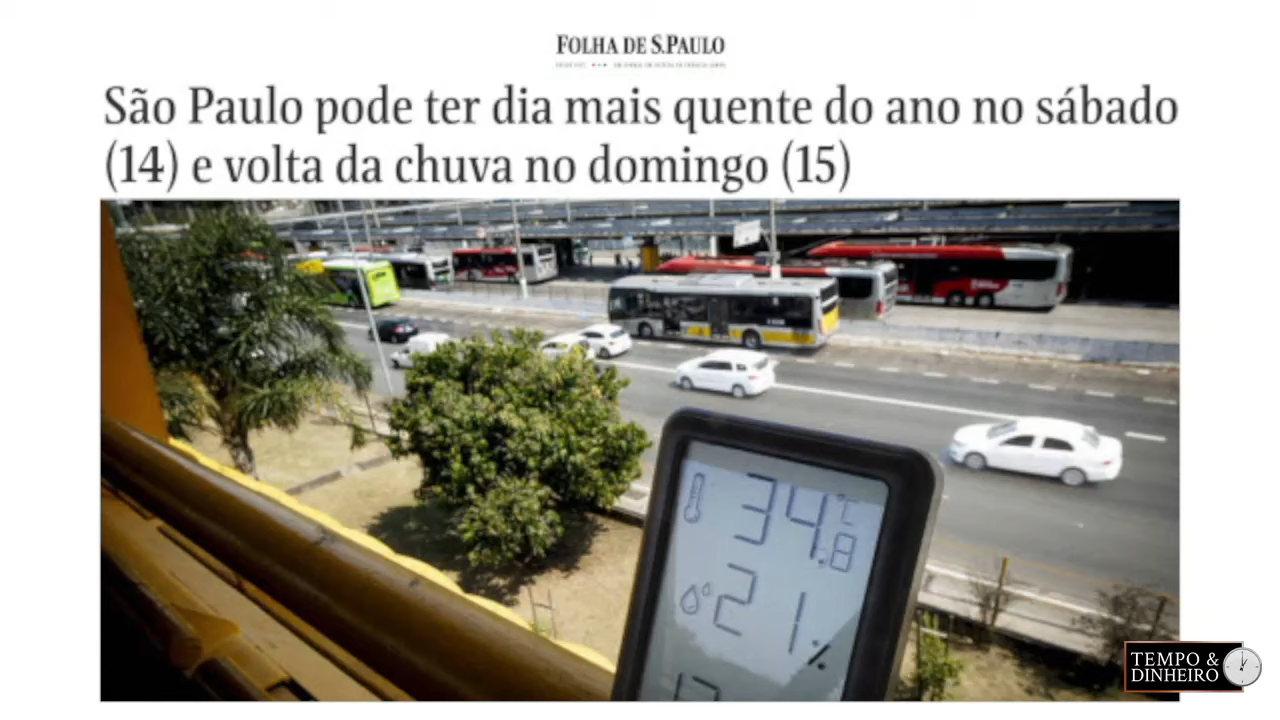 FOLHA DE S.PAULO
São Paulo pode ter dia mais quente do ano no sábado
(14) e volta da chuva no domingo (15)
34.8 °C
21 %
TEMPO &
DINHEIRO